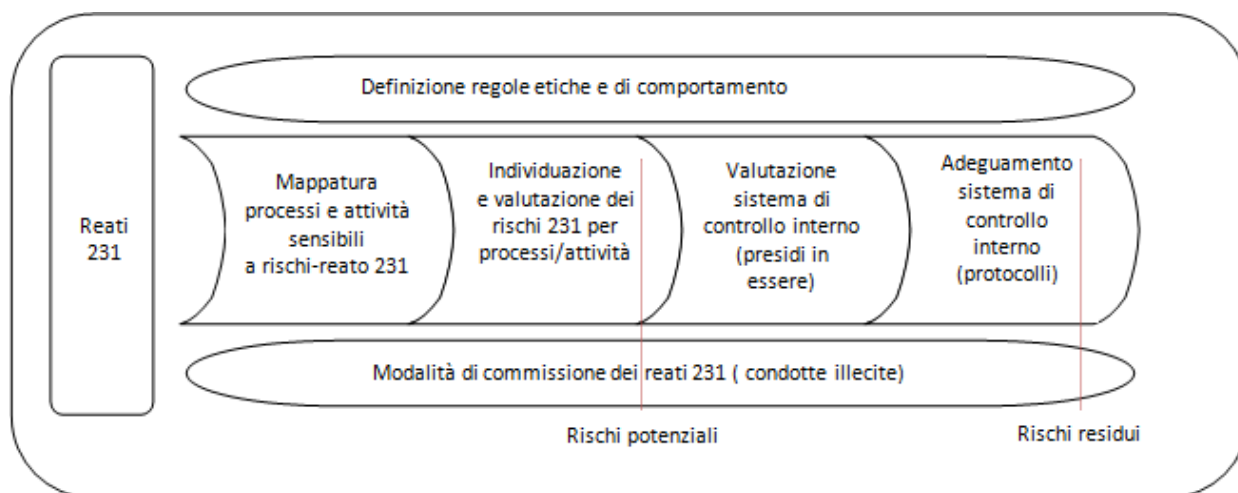 Definizione regole etiche e di comportamento
Reati
231
Mappatura
processi e attività
sensibili
a rischi-reato 231
Individuazione
e valutazione dei
rischi 231 per
processi/attività
Valutazione
sistema di
controllo interno
(presidi in
essere)
Adeguamento
sistema di
controllo
interno
(protocolli)
Modalità di commissione dei reati 231 ( condotte illecite)
Rischi potenziali
Rischi residui